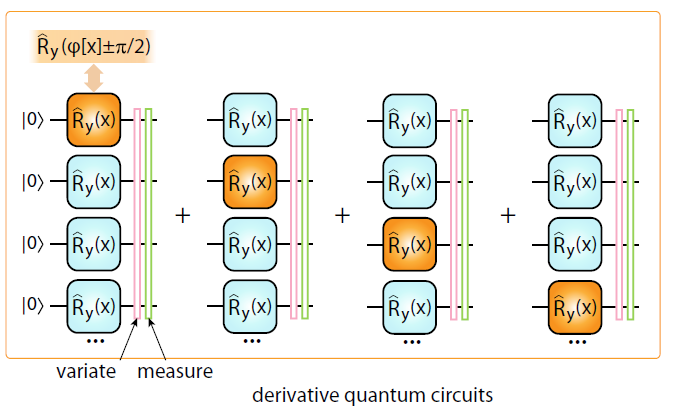 R̂y(φ[x]±π/2)
|0⟩ R̂y(x) R̂y(x) R̂y(x) R̂y(x)
|0⟩ R̂y(x) R̂y(x) R̂y(x) R̂y(x)
+ + +
|0⟩ R̂y(x) R̂y(x) R̂y(x) R̂y(x)
|0⟩ R̂y(x) R̂y(x) R̂y(x) R̂y(x)
... ... ... ...
variate measure
derivative quantum circuits